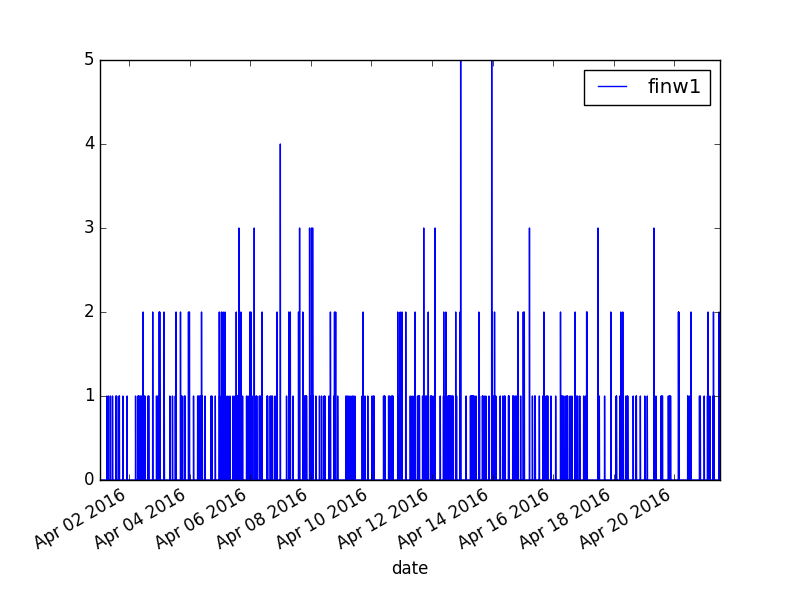 5
finw1
4
3
2
1
0
Apr 02 2016
Apr 04 2016
Apr 06 2016
Apr 08 2016
Apr 10 2016
Apr 12 2016
Apr 14 2016
Apr 16 2016
Apr 18 2016
Apr 20 2016
date